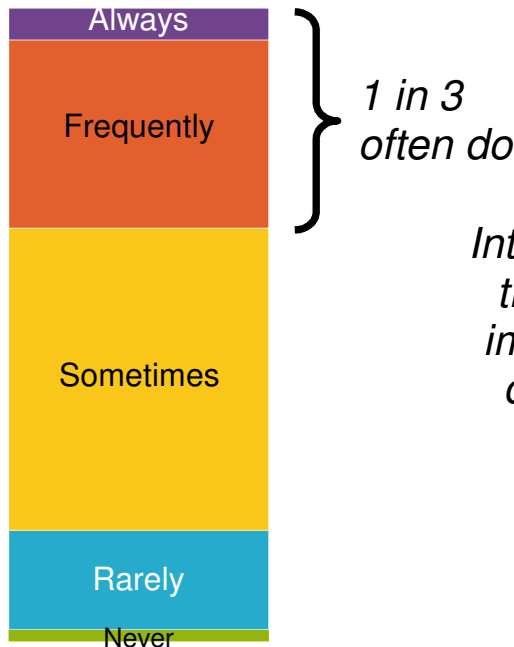 Always
Frequently
1 in 3
often do
Sometimes
Rarely
Never